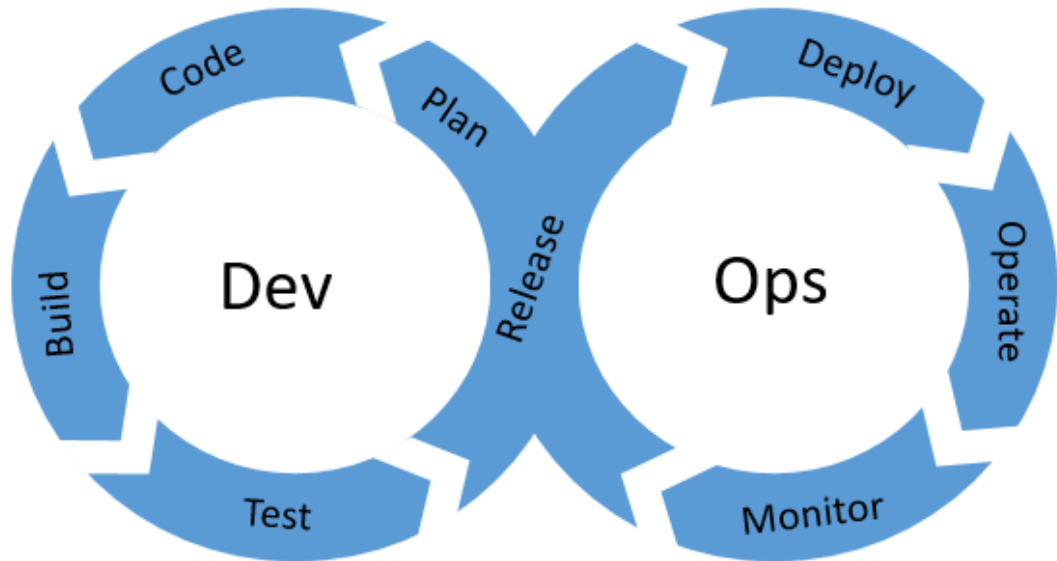 Code
Plan
Deploy
Build
Dev
Release
Ops
Operate
Test
Monitor